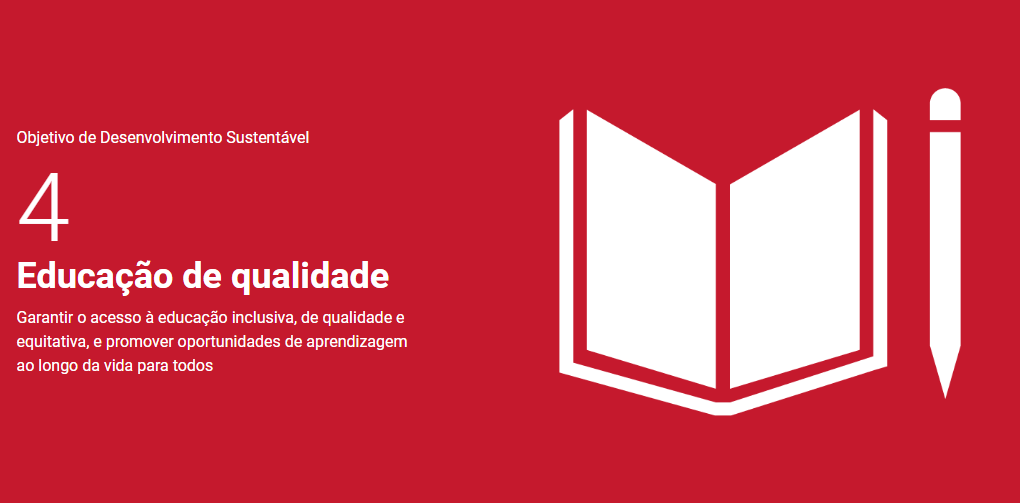 Objetivo de Desenvolvimento Sustentável
4
Educação de qualidade
Garantir o acesso à educação inclusiva, de qualidade e
equitativa, e promover oportunidades de aprendizagem
ao longo da vida para todos